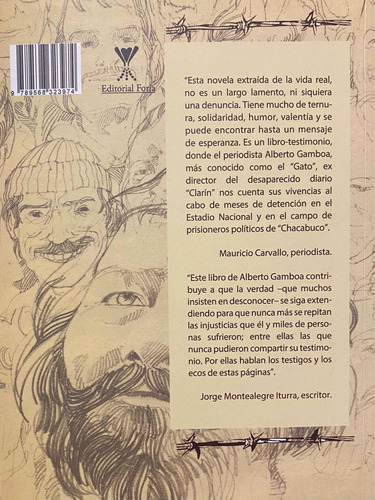 9 789568 323974
Editorial Forja
“Esta novela extraída de la vida real,
no es un largo lamento, ni siquiera
una denuncia. Tiene mucho de ternu-
ra, solidaridad, humor, valentía y se
puede encontrar hasta un mensaje
de esperanza. Es un libro-testimonio,
donde el periodista Alberto Gamboa,
más conocido como el “Gato”, ex
director del desaparecido diario
“Clarín” nos cuenta sus vivencias al
cabo de meses de detención en el
Estadio Nacional y en el campo de
prisioneros políticos de “Chacabuco”.
Mauricio Carvallo, periodista.
“Este libro de Alberto Gamboa contri-
buye a que la verdad –que muchos
insisten en desconocer– se siga exten-
diendo para que nunca más se repitan
las injusticias que él y miles de perso-
nas sufrieron; entre ellas las que
nunca pudieron compartir su testimo-
nio. Por ellas hablan los testigos y los
ecos de estas páginas”.
Jorge Montealegre Iturra, escritor.